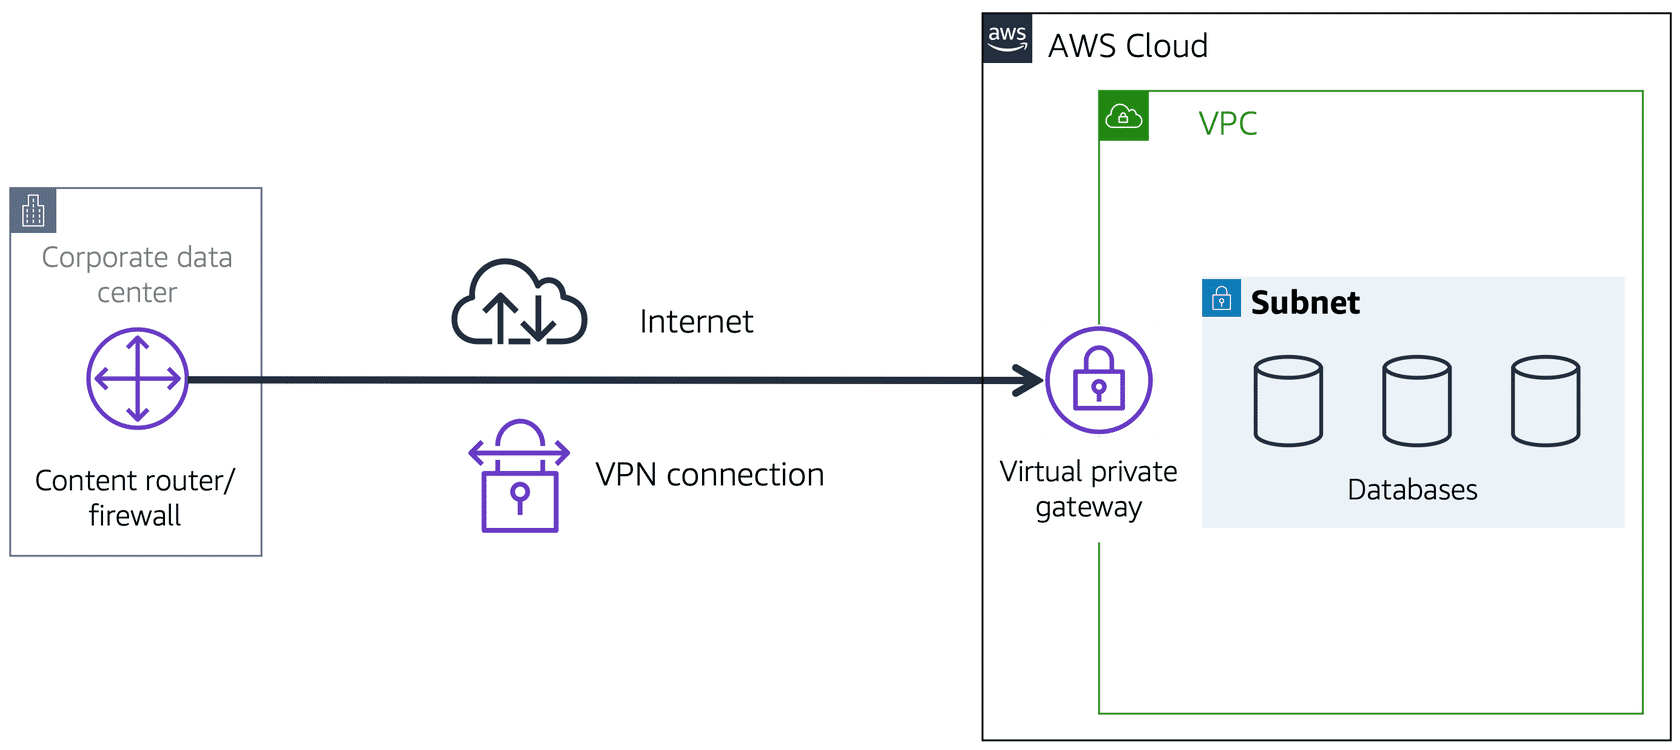 aws
AWS Cloud
VPC
Corporate data
center
Internet
Subnet
Content router/
firewall
VPN connection
Virtual private
gateway
Databases